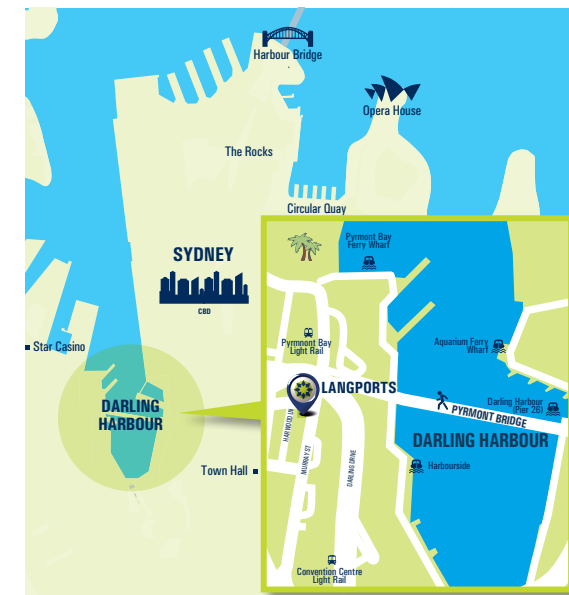 Harbour Bridge
Opera House
The Rocks
Circular Quay
SYDNEY
CBD
Star Casino
DARLING
HARBOUR
Town Hall
Pyrmont Bay
Ferry Wharf
Pyrmnont Bay
Light Rail
Aquarium Ferry
Wharf
LANGPORTS
Darling Harbour
(Pier 26)
PYRMONT BRIDGE
DARLING HARBOUR
HARWOOD LN
MURRAY ST
DARLING DRIVE
Harbourside
Convention Centre
Light Rail